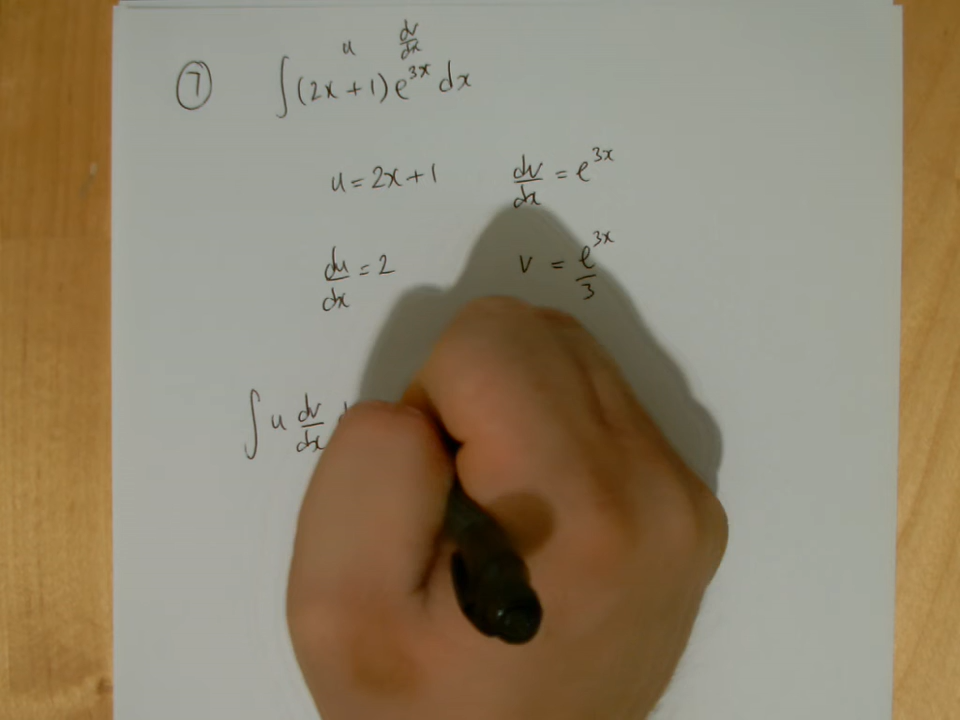 u dv/dx
⑦ ∫(2x+1)e^{3x} dx
u = 2x+1 dv/dx = e^{3x}
du/dx = 2 v = e^{3x}/3
∫ u dv/dx